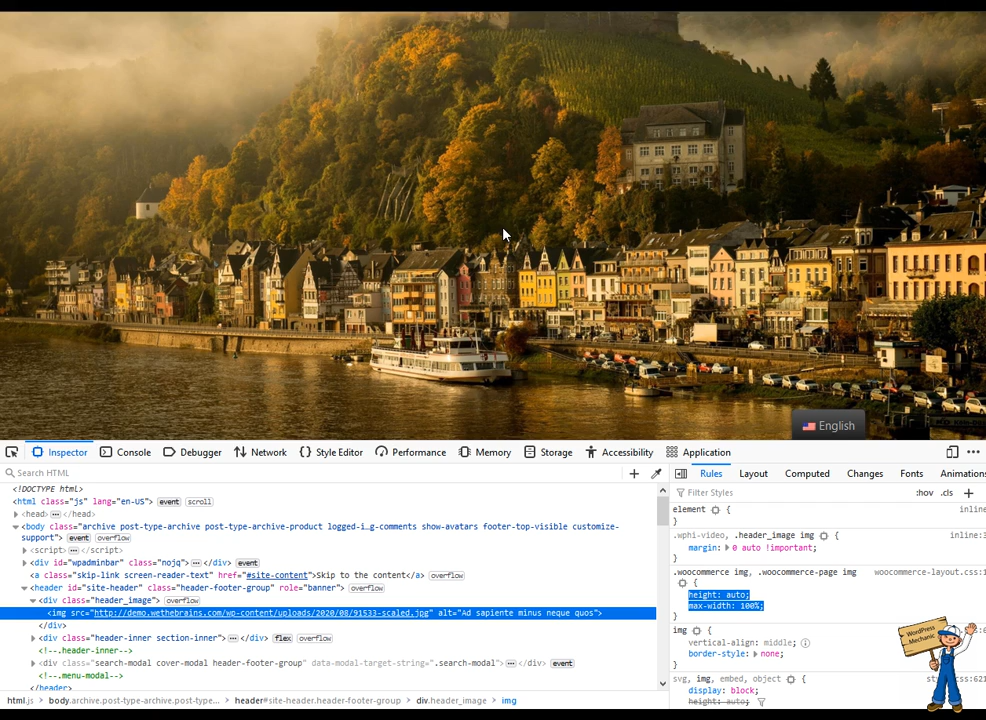 English
Inspector Console Debugger Network Style Editor Performance Memory Storage Accessibility Application
Search HTML
Rules Layout Computed Changes Fonts Animations
Filter Styles :hov .cls
<!DOCTYPE html>
<html class="js" lang="en-US"> event scroll
<head></head>
<body class="archive post-type-archive post-type-archive-product logged-i…g-comments show-avatars footer-top-visible customize-
support"> event overflow
<script></script>
<div id="wpadminbar" class="nojq"></div> event
<a class="skip-link screen-reader-text" href="#site-content">Skip to the content</a> overflow
<header id="site-header" class="header-footer-group" role="banner"> overflow
<div class="header_image"> overflow
<img src="http://demo.wethebrains.com/wp-content/uploads/2020/08/91533-scaled.jpg" alt="Ad sapiente minus neque quos">
</div>
<div class="header-inner section-inner"></div> flex overflow
<!--.header-inner-->
<div class="search-modal cover-modal header-footer-group" data-modal-target-string=".search-modal"></div> event
<!--.menu-modal-->
</header>
element { inline
}
.wphi-video, .header_image img { inline:3
margin: 0 auto !important;
}
.woocommerce img, .woocommerce-page img woocommerce-layout.css:1
{
height: auto;
max-width: 100%;
}
img {
vertical-align: middle;
border-style: none;
}
svg, img, embed, object {
display: block;
height: auto;
WordPress
Mechanic
html.js > body.archive.post-type-archive.post-type... > header#site-header.header-footer-group > div.header_image > img